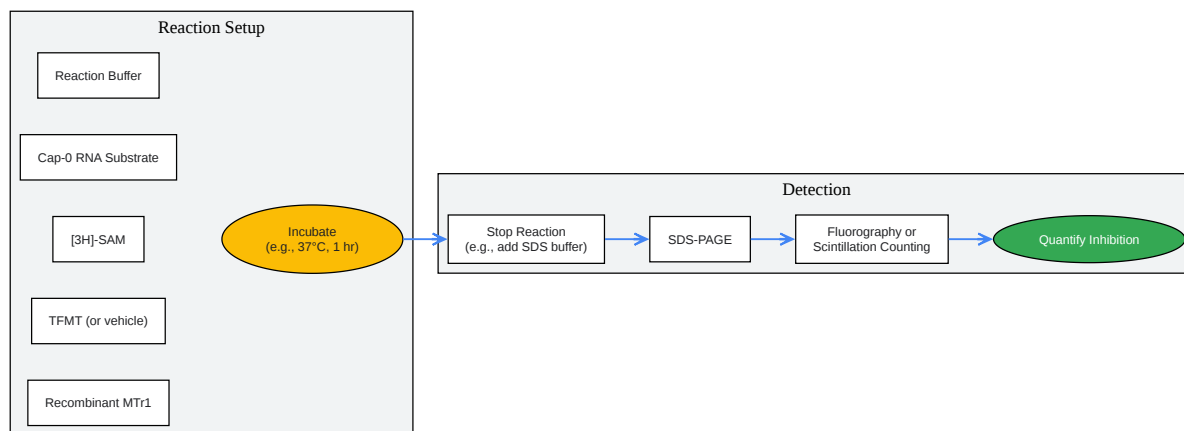 Reaction Setup
Reaction Buffer
Cap-0 RNA Substrate
[3H]-SAM
TFMT (or vehicle)
Recombinant MTr1
Incubate
(e.g., 37°C, 1 hr)
Detection
Stop Reaction
(e.g., add SDS buffer)
SDS-PAGE
Fluorography or
Scintillation Counting
Quantify Inhibition